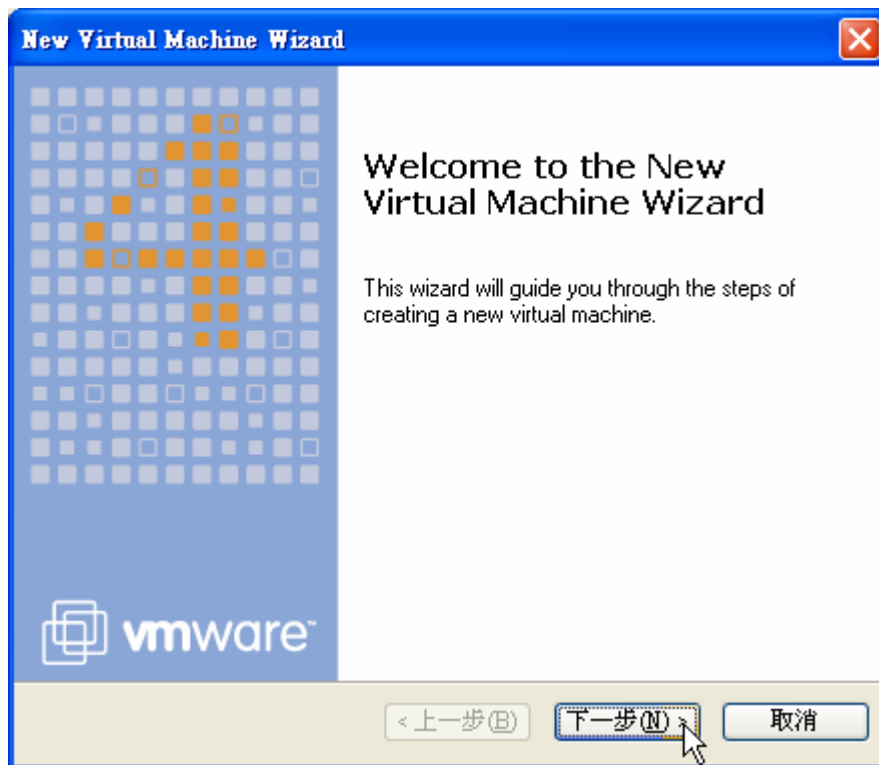 New Virtual Machine Wizard
Welcome to the New
Virtual Machine Wizard
This wizard will guide you through the steps of
creating a new virtual machine.
vmware™
<上一步(B) 下一步(N)> 取消